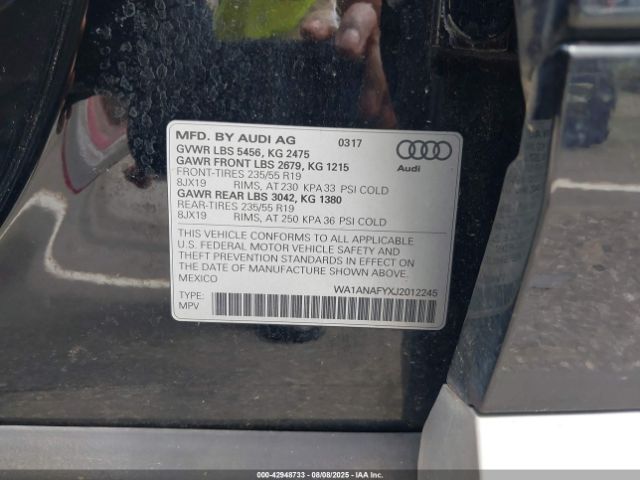 MFD. BY AUDI AG 0317
GVWR LBS 5456, KG 2475
GAWR FRONT LBS 2679, KG 1215
FRONT-TIRES 235/55 R19
8JX19 RIMS, AT 230 KPA 33 PSI COLD
GAWR REAR LBS 3042, KG 1380
REAR-TIRES 235/55 R19
8JX19 RIMS, AT 250 KPA 36 PSI COLD
Audi
THIS VEHICLE CONFORMS TO ALL APPLICABLE
U.S. FEDERAL MOTOR VEHICLE SAFETY AND
THEFT PREVENTION STANDARDS IN EFFECT ON
THE DATE OF MANUFACTURE SHOWN ABOVE.
MEXICO WA1ANAFYXJ2012245
TYPE:
MPV
000-42948733 - 08/08/2025 - IAA, Inc.